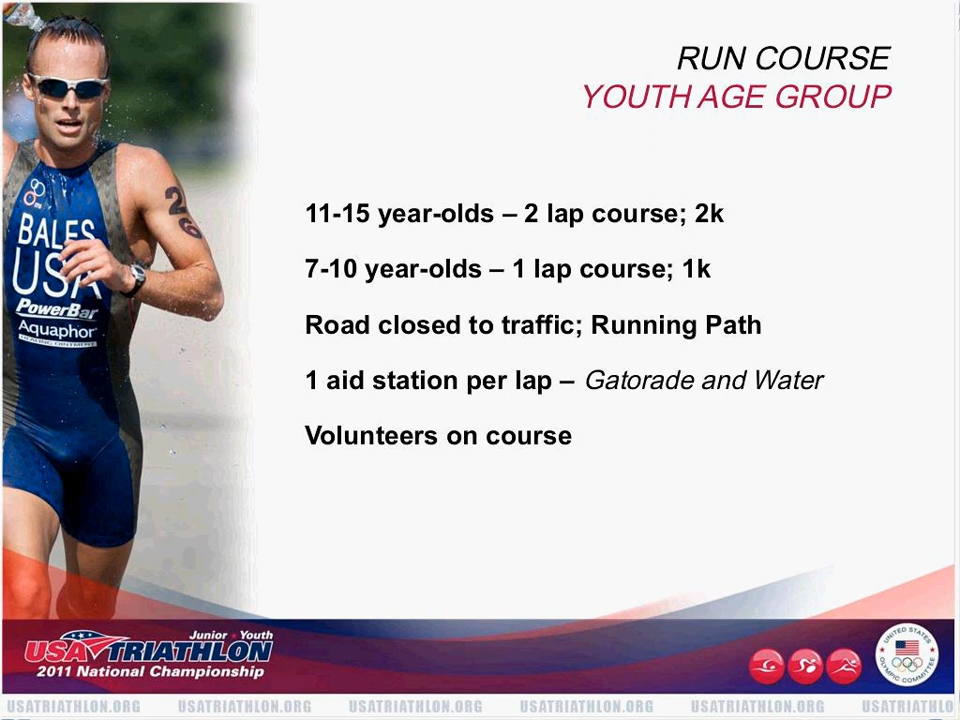 RUN COURSE
YOUTH AGE GROUP
11-15 year-olds – 2 lap course; 2k
7-10 year-olds – 1 lap course; 1k
Road closed to traffic; Running Path
1 aid station per lap – Gatorade and Water
Volunteers on course
26
BALES
USA
PowerBar
Aquaphor
HEALING OINTMENT
Junior Youth
USA TRIATHLON
2011 National Championship
UNITED STATES
OLYMPIC COMMITTEE
USATRIATHLON.ORG USATRIATHLON.ORG USATRIATHLON.ORG USATRIATHLON.ORG USATRIATHLON.ORG USATRIATHLO